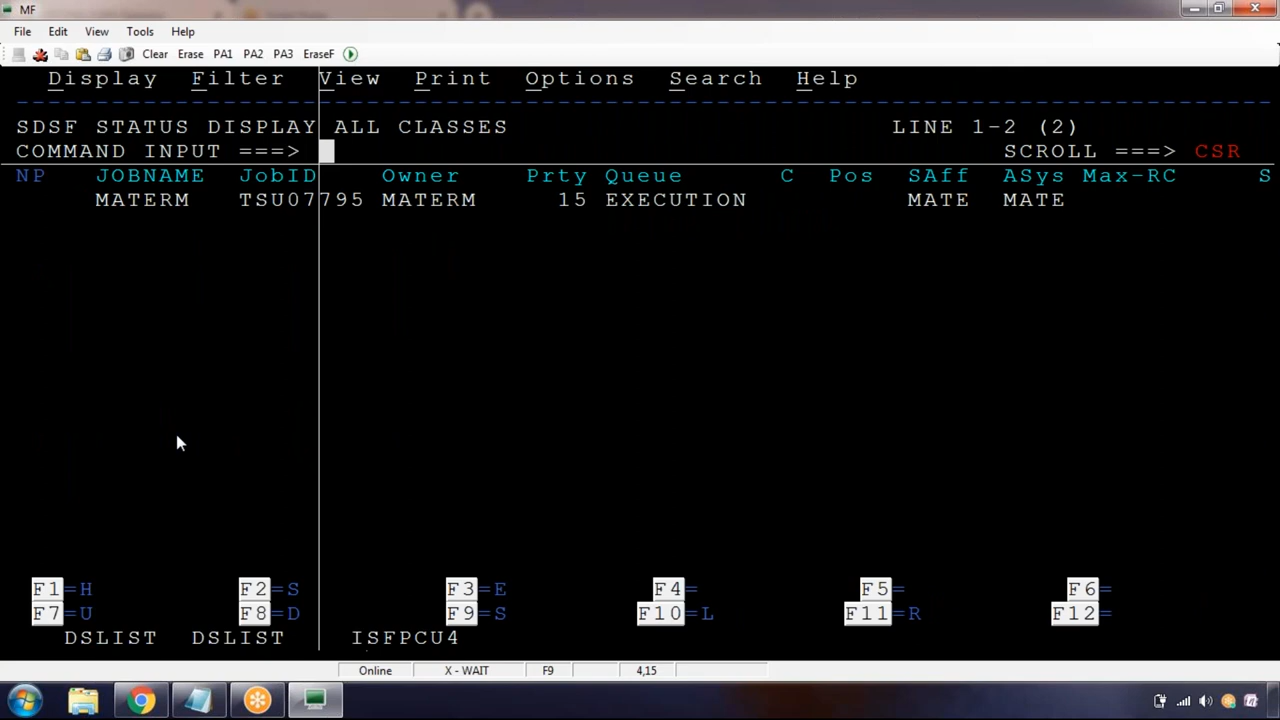 MF
File Edit View Tools Help
Clear Erase PA1 PA2 PA3 EraseF
Display Filter View Print Options Search Help
SDSF STATUS DISPLAY ALL CLASSES LINE 1-2 (2)
COMMAND INPUT ===> SCROLL ===> CSR
NP JOBNAME JobID Owner Prty Queue C Pos SAff ASys Max-RC S
MATERM TSU07795 MATERM 15 EXECUTION MATE MATE
F1=H F2=S F3=E F4= F5= F6=
F7=U F8=D F9=S F10=L F11=R F12=
DSLIST DSLIST ISFPCU4
Online X - WAIT F9 4,15